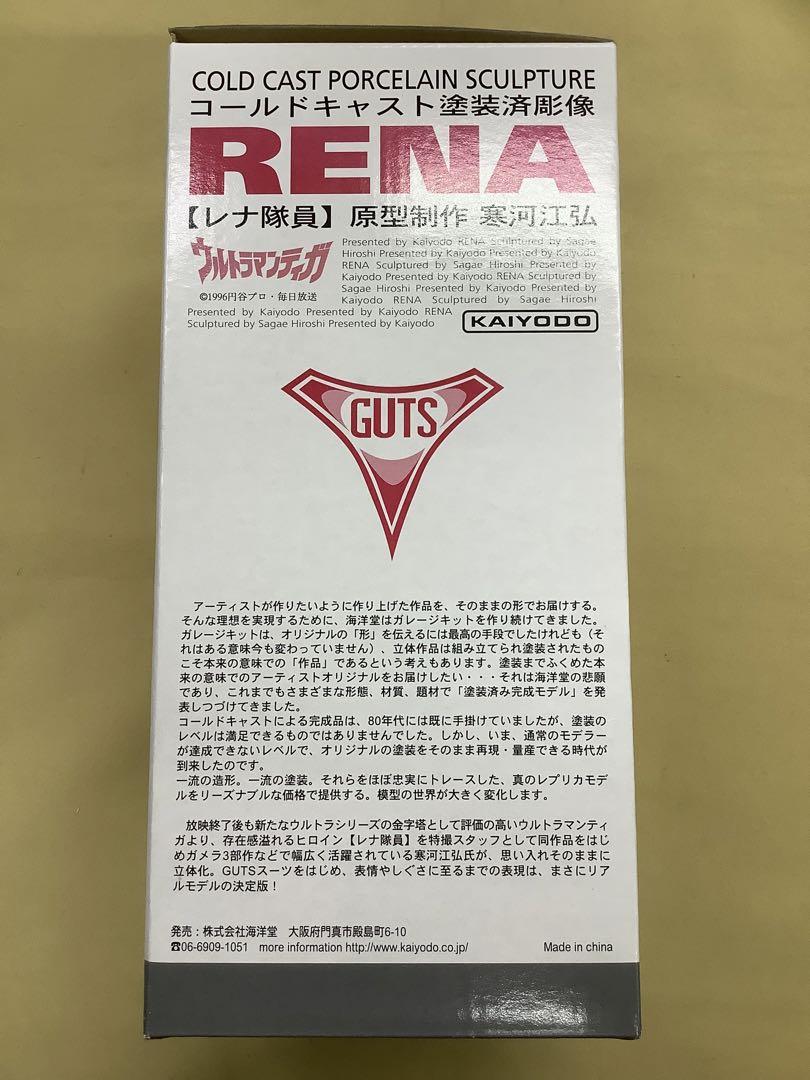 COLD CAST PORCELAIN SCULPTURE
コールドキャスト塗装済彫像
RENA
【レナ隊員】原型制作 寒河江弘
ウルトラマンティガ
©1996円谷プロ・毎日放送
Presented by Kaiyodo RENA Sculptured by Sagae
Hiroshi Presented by Kaiyodo Presented by Kaiyodo
RENA Sculptured by Sagae Hiroshi Presented by
Kaiyodo Presented by Kaiyodo RENA Sculptured by
Sagae Hiroshi Presented by Kaiyodo Presented by
Kaiyodo RENA Sculptured by Sagae Hiroshi
Presented by Kaiyodo Presented by Kaiyodo RENA
Sculptured by Sagae Hiroshi Presented by Kaiyodo
KAIYODO
GUTS
アーティストが作りたいように作り上げた作品を、そのままの形でお届けする。
そんな理想を実現するために、海洋堂はガレージキットを作り続けてきました。
ガレージキットは、オリジナルの「形」を伝えるには最高の手段でしたけれども（そ
れはある意味今も変わっていません）、立体作品は組み立てられ塗装されたもの
こそ本来の意味での「作品」であるという考えもあります。塗装までふくめた本
来の意味でのアーティストオリジナルをお届けしたい・・・それは海洋堂の悲願
であり、これまでもさまざまな形態、材質、題材で「塗装済み完成モデル」を発
表しつづけてきました。
コールドキャストによる完成品は、80年代には既に手掛けていましたが、塗装の
レベルは満足できるものではありませんでした。しかし、いま、通常のモデラー
が達成できないレベルで、オリジナルの塗装をそのまま再現・量産できる時代が
到来したのです。
一流の造形。一流の塗装。それらをほぼ忠実にトレースした、真のレプリカモデ
ルをリーズナブルな価格で提供する。模型の世界が大きく変化します。
放映終了後も新たなウルトラシリーズの金字塔として評価の高いウルトラマンティ
ガより、存在感溢れるヒロイン【レナ隊員】を特撮スタッフとして同作品をはじ
めガメラ3部作などで幅広く活躍されている寒河江弘氏が、思い入れそのままに
立体化。GUTSスーツをはじめ、表情やしぐさに至るまでの表現は、まさにリア
ルモデルの決定版！
発売：株式会社海洋堂 大阪府門真市殿島町6-10
☎06-6909-1051 more information http://www.kaiyodo.co.jp/
Made in china